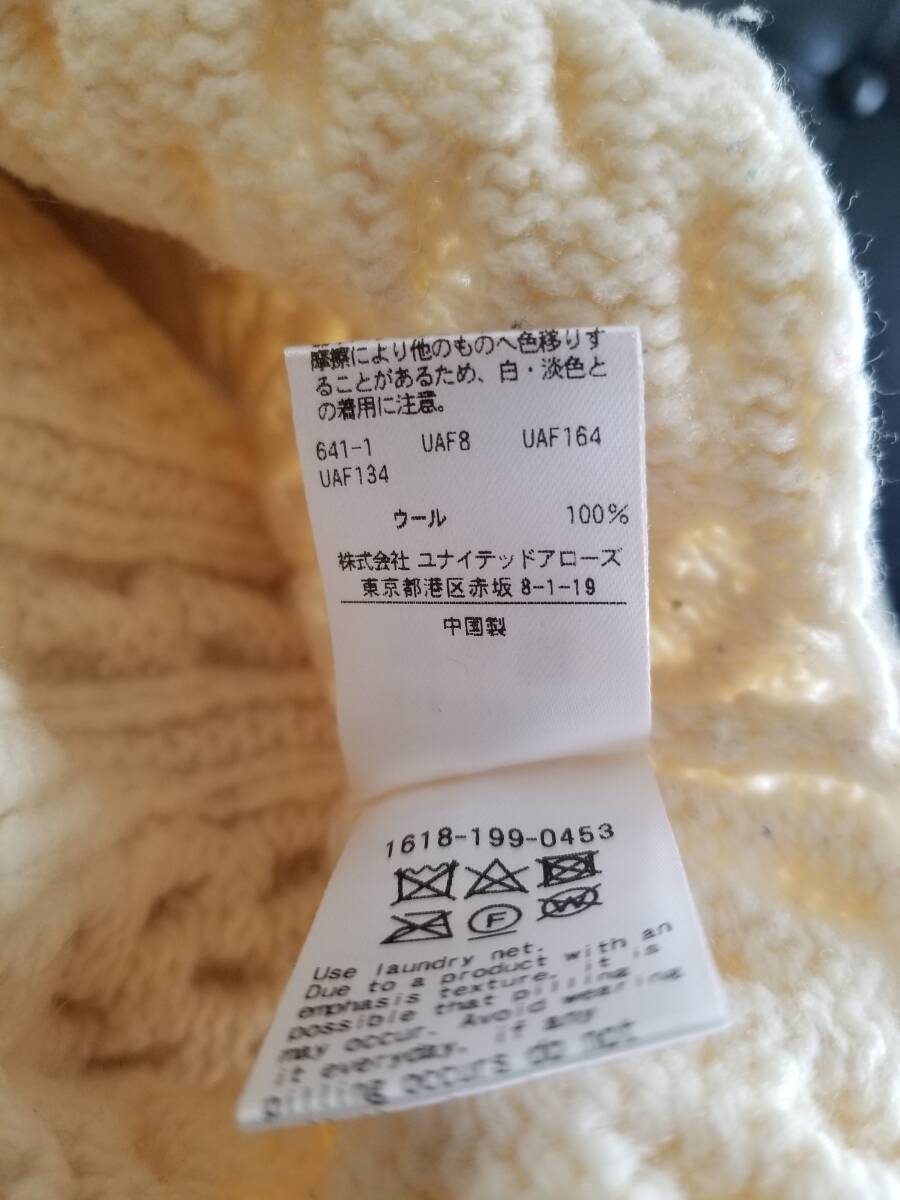 摩擦により他のものへ色移りす
ることがあるため、白・淡色と
の着用に注意。
641-1 UAF8 UAF164
UAF134
ウール 100%
株式会社 ユナイテッドアローズ
東京都港区赤坂 8-1-19
中国製
1618-199-0453
F W
Use laundry net.
Due to a product with an
emphasis texture, it is
possible that pilling
may occur. Avoid wearing
it everyday. if any
pilling occurs do not